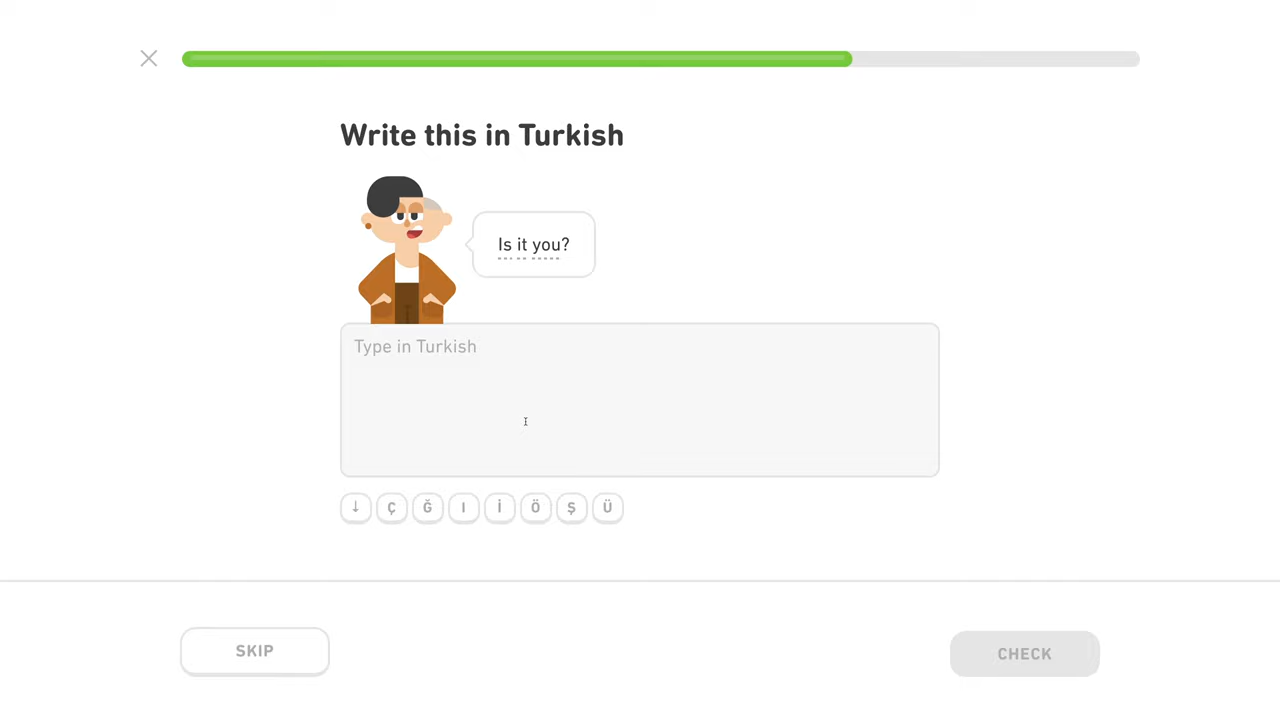 Write this in Turkish
Is it you?
Type in Turkish
↓ Ç Ğ I İ Ö Ş Ü
SKIP
CHECK